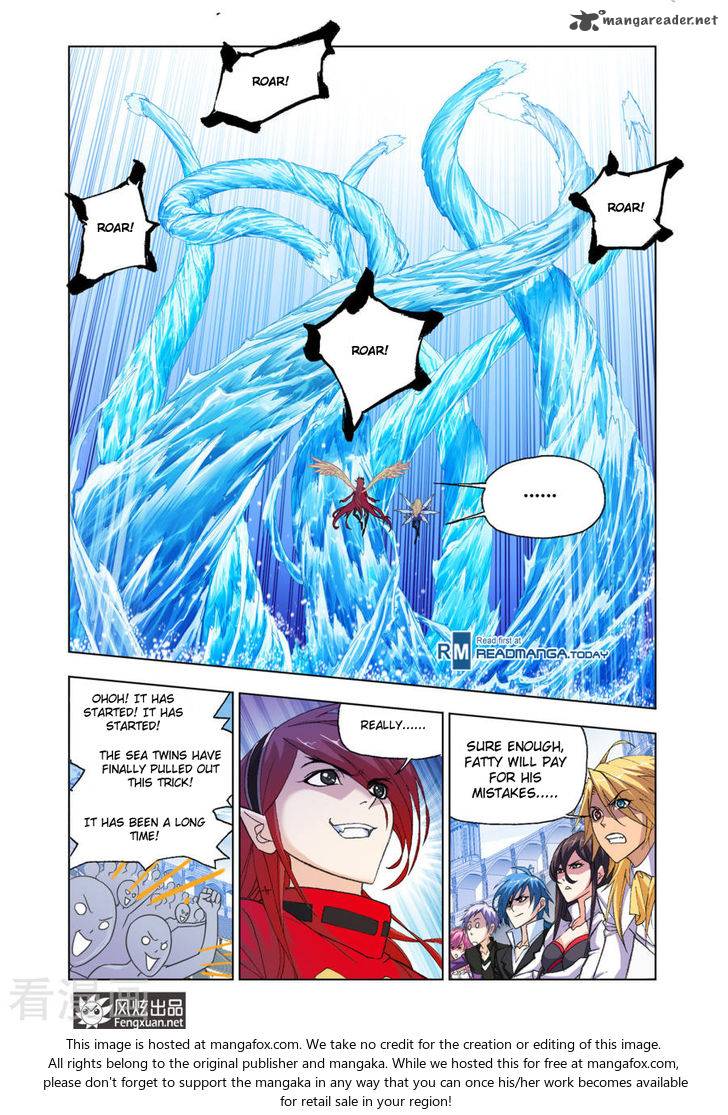 mangareader.net
ROAR!
ROAR!
ROAR!
ROAR!
......
Read first at
RM READMANGA.TODAY
OHOH! IT HAS
STARTED! IT HAS
STARTED!
THE SEA TWINS HAVE
FINALLY PULLED OUT
THIS TRICK!
IT HAS BEEN A LONG
TIME!
REALLY......
SURE ENOUGH,
FATTY WILL PAY
FOR HIS
MISTAKES.....
看漫画
风炫出品
Fengxuan.net
This image is hosted at mangafox.com. We take no credit for the creation or editing of this image.
All rights belong to the original publisher and mangaka. While we hosted this for free at mangafox.com,
please don't forget to support the mangaka in any way that you can once his/her work becomes available
for retail sale in your region!